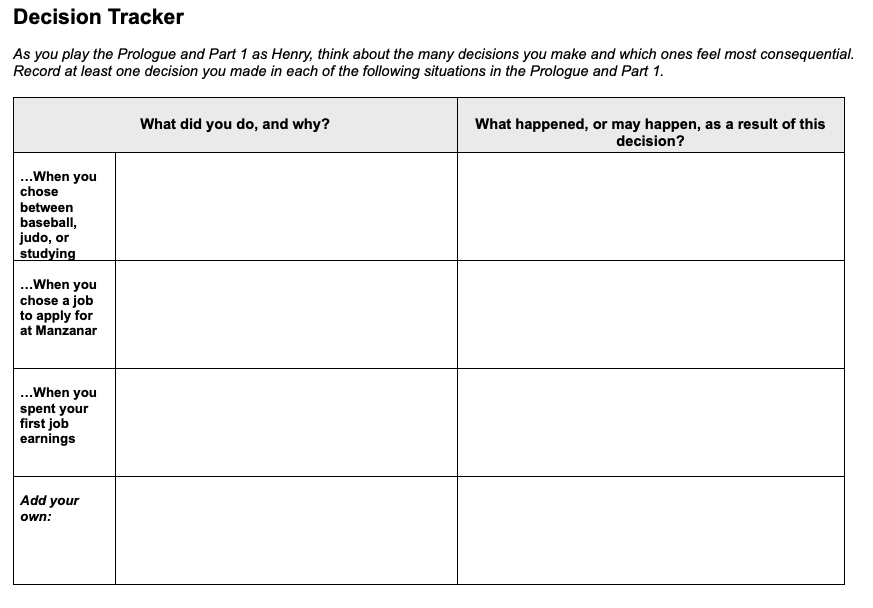 Decision Tracker
As you play the Prologue and Part 1 as Henry, think about the many decisions you make and which ones feel most consequential.
Record at least one decision you made in each of the following situations in the Prologue and Part 1.
What did you do, and why?
What happened, or may happen, as a result of this
decision?
...When you
chose
between
baseball,
judo, or
studying
...When you
chose a job
to apply for
at Manzanar
...When you
spent your
first job
earnings
Add your
own: